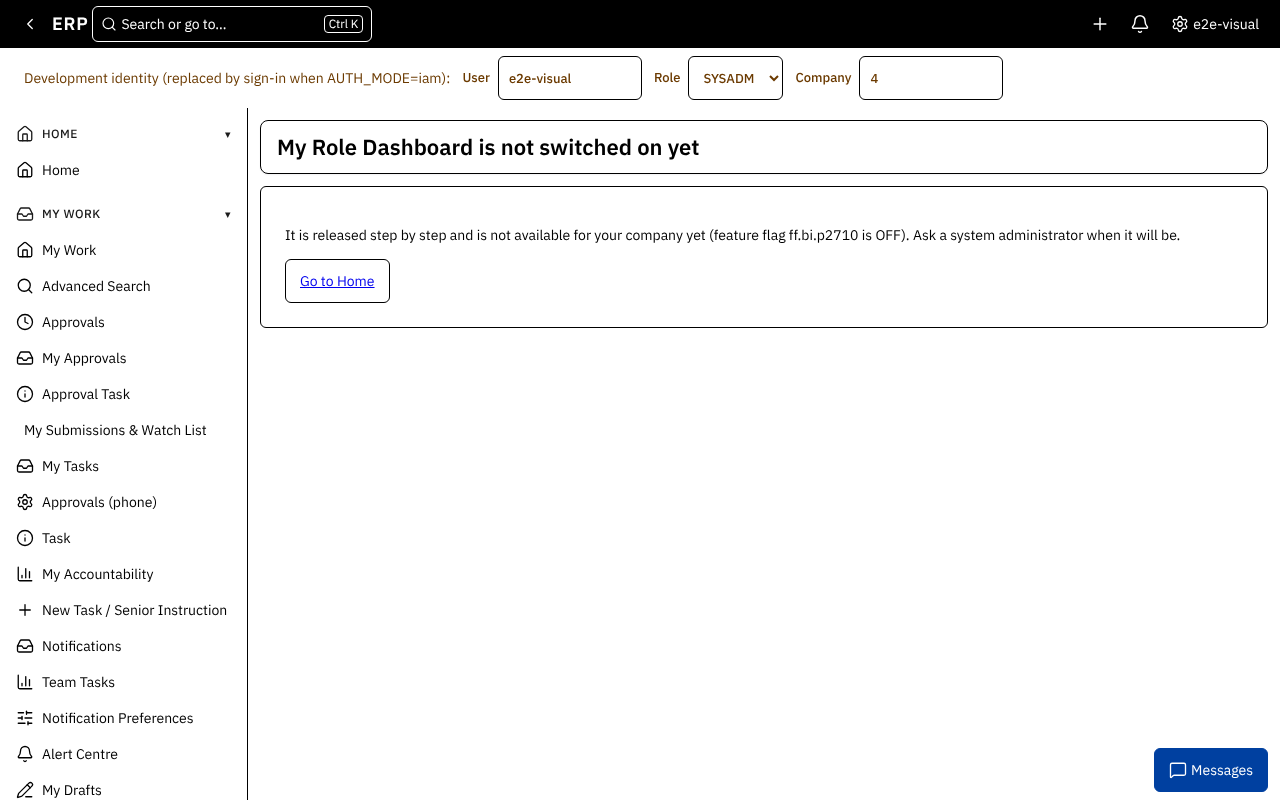 ERP
Search or go to...
Ctrl K
e2e-visual
Development identity (replaced by sign-in when AUTH_MODE=iam): User e2e-visual Role SYSADM Company 4
HOME
Home
MY WORK
My Work
Advanced Search
Approvals
My Approvals
Approval Task
My Submissions & Watch List
My Tasks
Approvals (phone)
Task
My Accountability
New Task / Senior Instruction
Notifications
Team Tasks
Notification Preferences
Alert Centre
My Drafts
My Role Dashboard is not switched on yet
It is released step by step and is not available for your company yet (feature flag ff.bi.p2710 is OFF). Ask a system administrator when it will be.
Go to Home
Messages